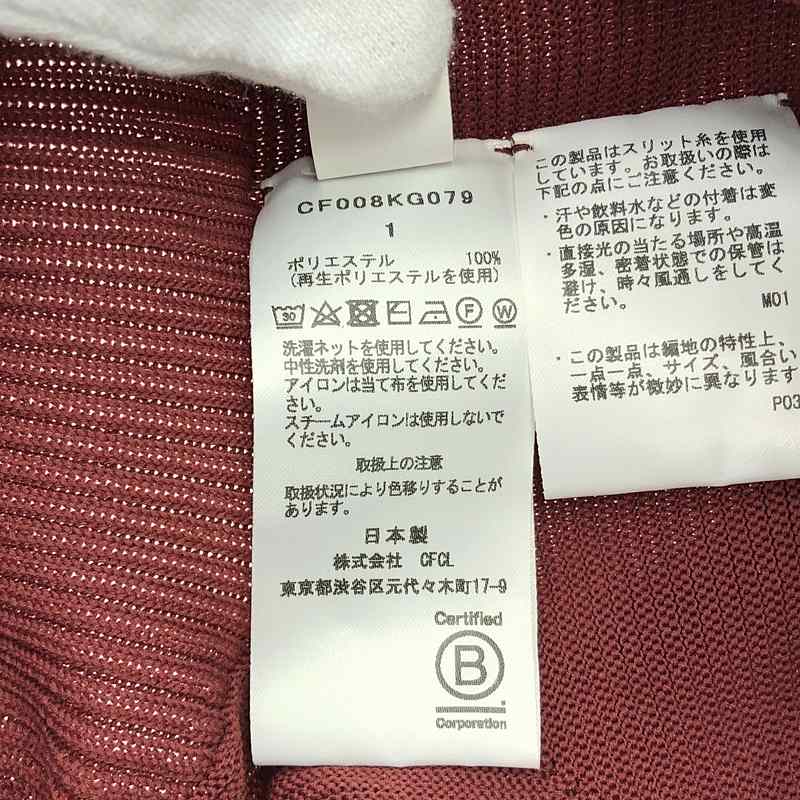 CF008KG079
1
ポリエステル 100%
(再生ポリエステルを使用)
30
F
W
洗濯ネットを使用してください。
中性洗剤を使用してください。
アイロンは当て布を使用してくだ
さい。
スチームアイロンは使用しないで
ください。
取扱上の注意
取扱状況により色移りすることが
あります。
日本製
株式会社 CFCL
東京都渋谷区元代々木町17-9
Certified
B
Corporation
この製品はスリット糸を使用
しています。お取扱いの際は
下記の点にご注意ください。
・汗や飲料水などの付着は変
色の原因になります。
・直接光の当たる場所や高温
多湿、密着状態での保管は
避け、時々風通しをしてく
ださい。
M01
・この製品は編地の特性上、
一点一点、サイズ、風合い
表情等が微妙に異なります
P03